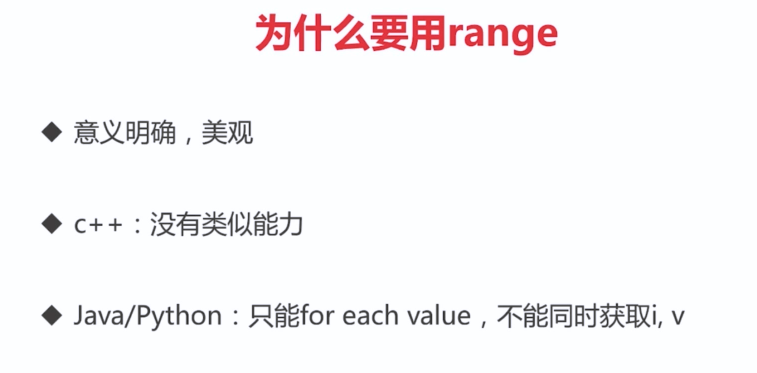 为什么要用range
◆ 意义明确，美观
◆ c++：没有类似能力
◆ Java/Python：只能for each value，不能同时获取i, v